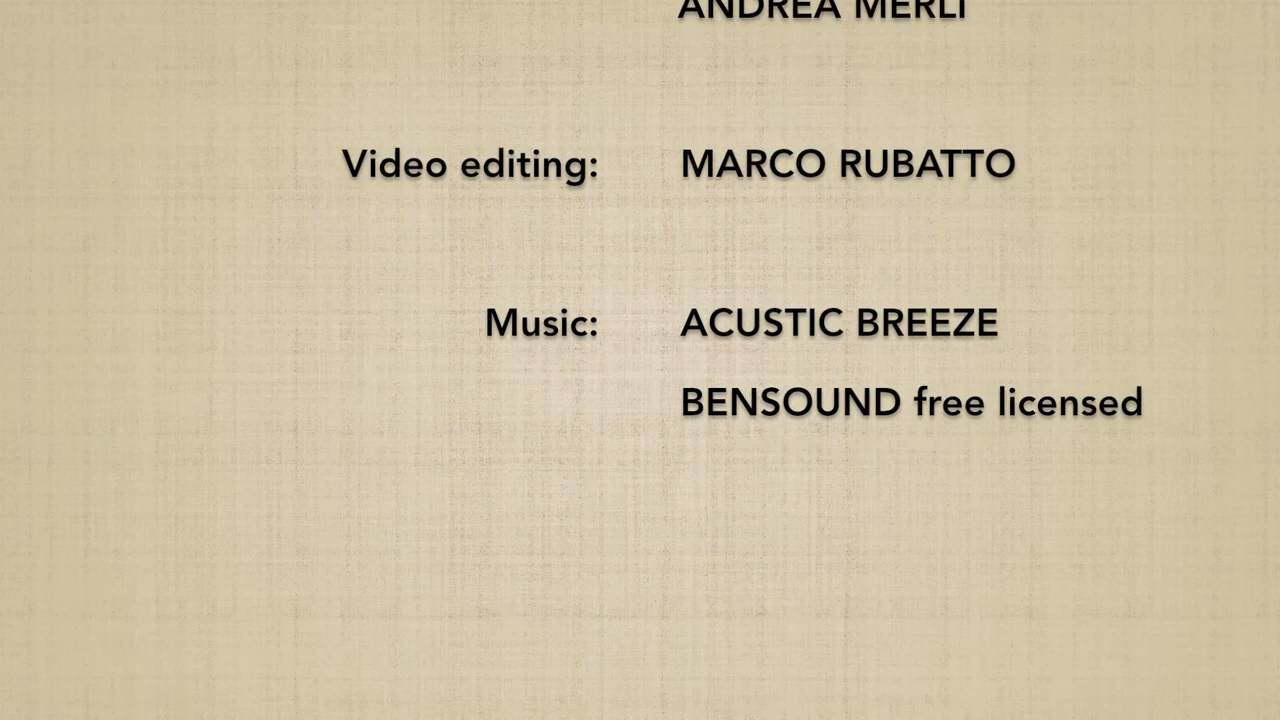 ANDREA MERLI
Video editing: MARCO RUBATTO
Music: ACUSTIC BREEZE
BENSOUND free licensed